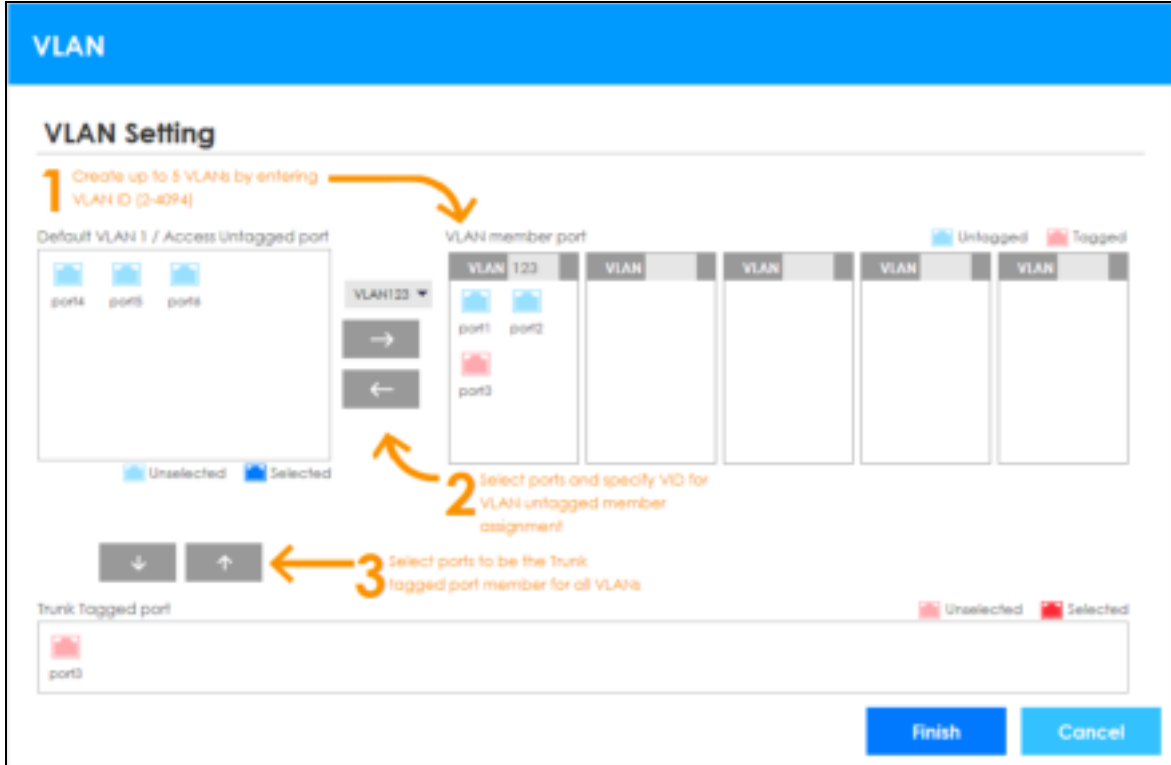 VLAN
VLAN Setting
1 Create up to 5 VLANs by entering
VLAN ID (2-4094)
Default VLAN 1 / Access Untagged port
VLAN member port
Untagged Tagged
port4 port5 port6
VLAN123
VLAN 123 VLAN VLAN VLAN VLAN
port1 port2
port3
Unselected Selected
2 Select ports and specify VID for
VLAN untagged member
assignment
3 Select ports to be the Trunk
tagged port member for all VLANs
Trunk Tagged port
Unselected Selected
port3
Finish Cancel